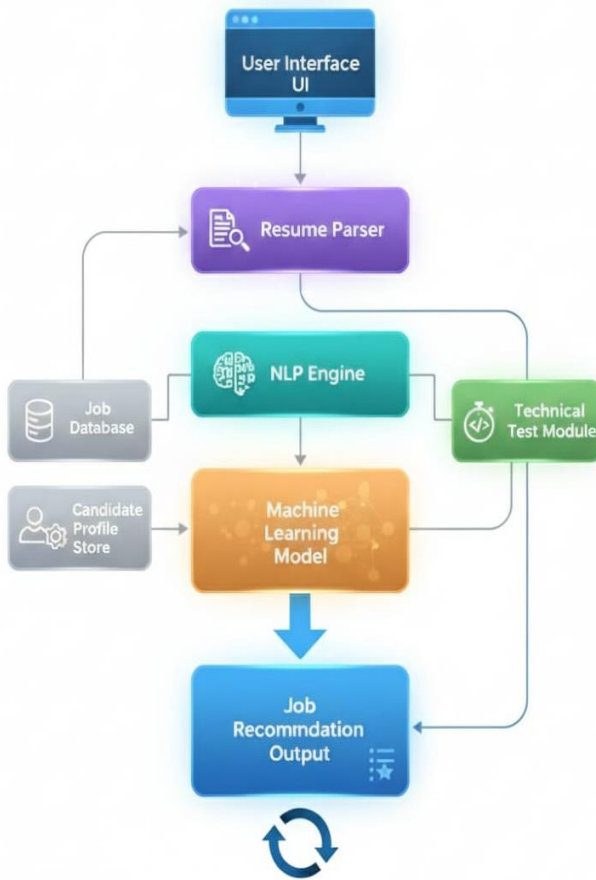 User Interface
UI
Resume Parser
NLP Engine
Job
Database
</>
Technical
Test Module
Candidate
Profile
Store
Machine
Learning
Model
Job
Recomndation
Output